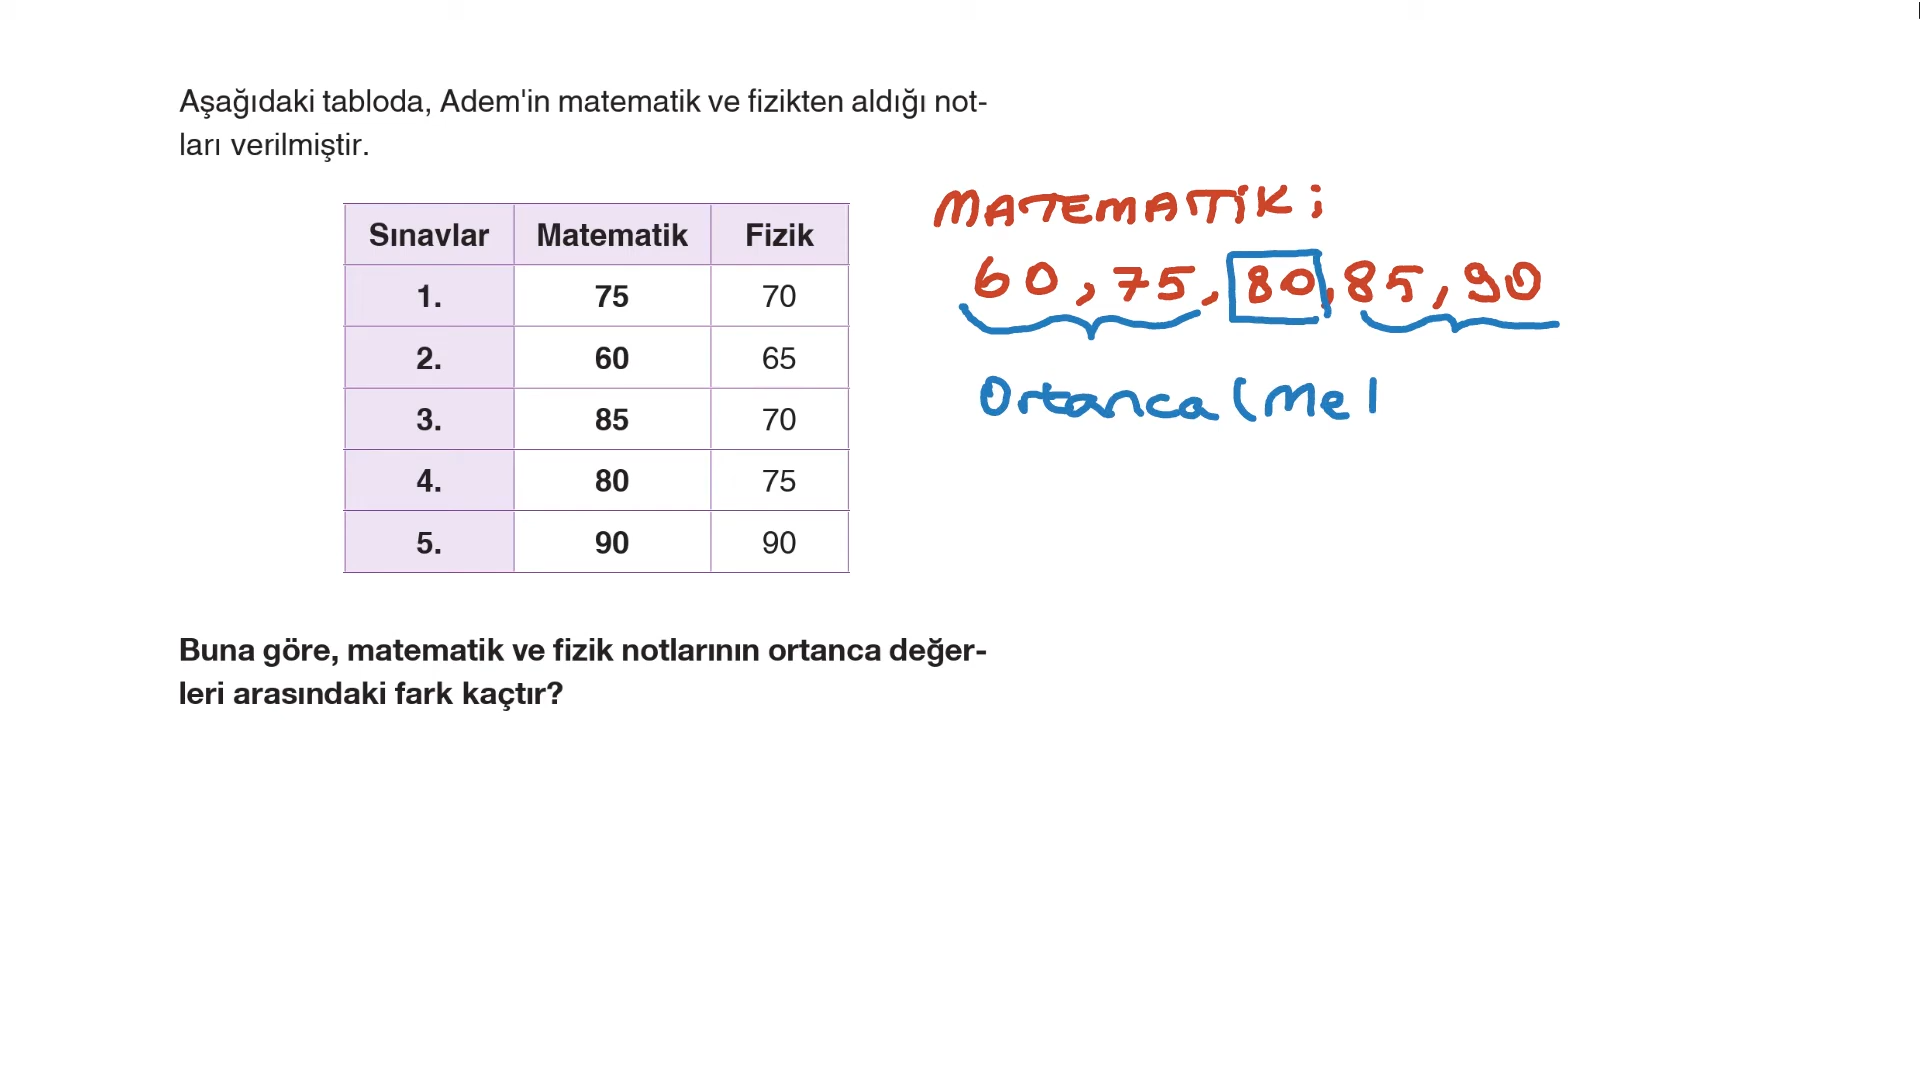 Aşağıdaki tabloda, Adem'in matematik ve fizikten aldığı not-
ları verilmiştir.
Sınavlar Matematik Fizik
1. 75 70
2. 60 65
3. 85 70
4. 80 75
5. 90 90
Buna göre, matematik ve fizik notlarının ortanca değer-
leri arasındaki fark kaçtır?
MATEMATİK ;
60, 75, 80, 85, 90
Ortanca (Me